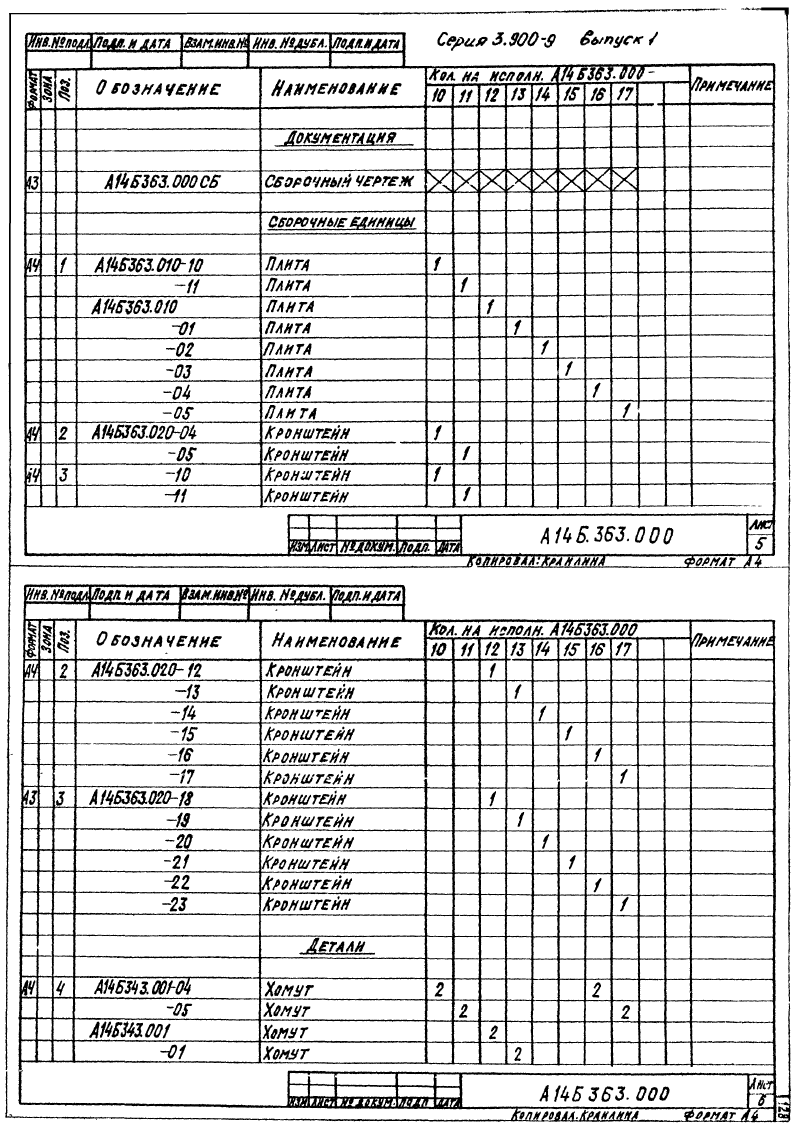 Серия 3.900-9 Выпуск 1
Инв.№подл. Подп. и дата Взам.инв.№ Инв.№дубл. Подп.и дата
Формат Зона Поз. Обозначение Наименование Кол. на исполн. А14Б363.000- Примечание
10 11 12 13 14 15 16 17
Документация
А3 А14Б363.000СБ Сборочный чертеж
Сборочные единицы
А4 1 А14Б363.010-10 Плита 1
-11 Плита 1
А14Б363.010 Плита 1
-01 Плита 1
-02 Плита 1
-03 Плита 1
-04 Плита 1
-05 Плита 1
А4 2 А14Б363.020-04 Кронштейн 1
-05 Кронштейн 1
А4 3 -10 Кронштейн 1
-11 Кронштейн 1
А14Б.363.000 Лист 5
Изм. Лист №докум. Подп. Дата
Копировал: Краилина Формат А4
Инв.№подл. Подп. и дата Взам.инв.№ Инв.№дубл. Подп.и дата
Формат Зона Поз. Обозначение Наименование Кол. на исполн. А14Б363.000 Примечание
10 11 12 13 14 15 16 17
А4 2 А14Б363.020-12 Кронштейн 1
-13 Кронштейн 1
-14 Кронштейн 1
-15 Кронштейн 1
-16 Кронштейн 1
-17 Кронштейн 1
А3 3 А14Б363.020-18 Кронштейн 1
-19 Кронштейн 1
-20 Кронштейн 1
-21 Кронштейн 1
-22 Кронштейн 1
-23 Кронштейн 1
Детали
А4 4 А14Б343.001-04 Хомут 2 2
-05 Хомут 2 2
А14Б343.001 Хомут 2
-01 Хомут 2
А14Б363.000 Лист 6
Изм Лист № докум. Подп Дата
Копировал: Краилина Формат А4
128